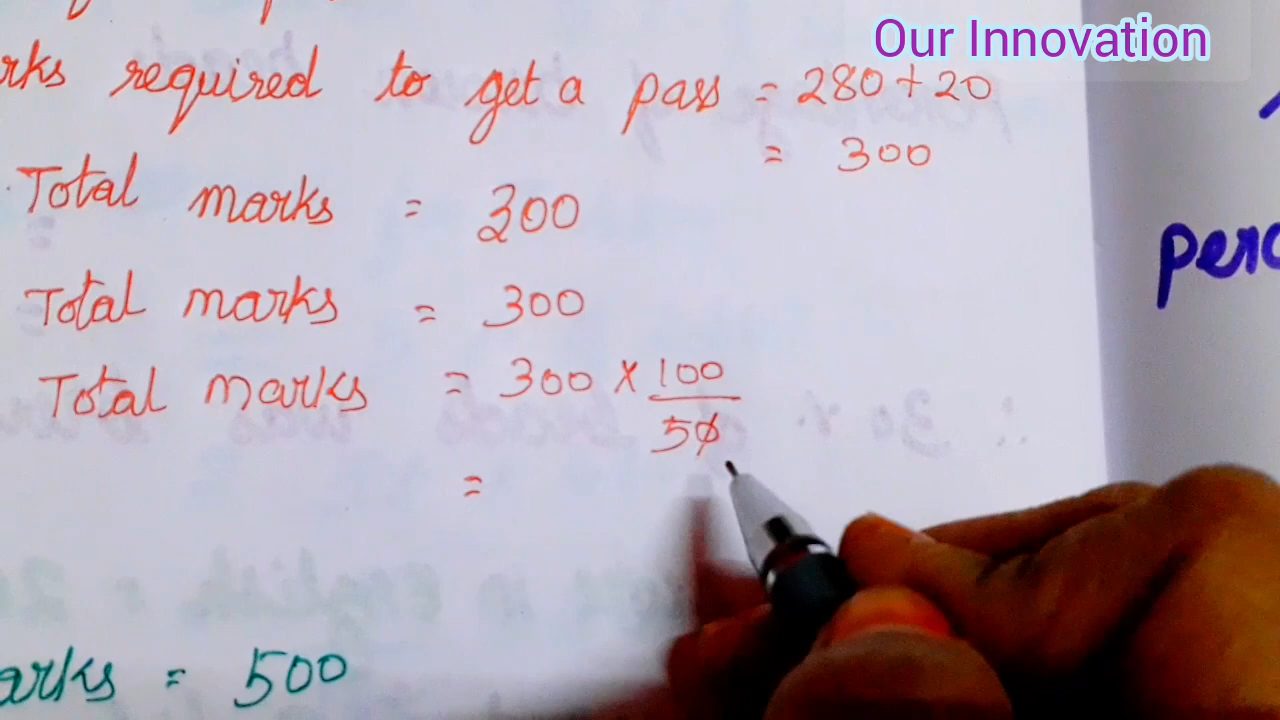 Our Innovation
rks required to get a pass = 280+20
= 300
Total marks = 300
Total marks = 300
Total marks = 300 × 100
50
=
arks = 500
perc